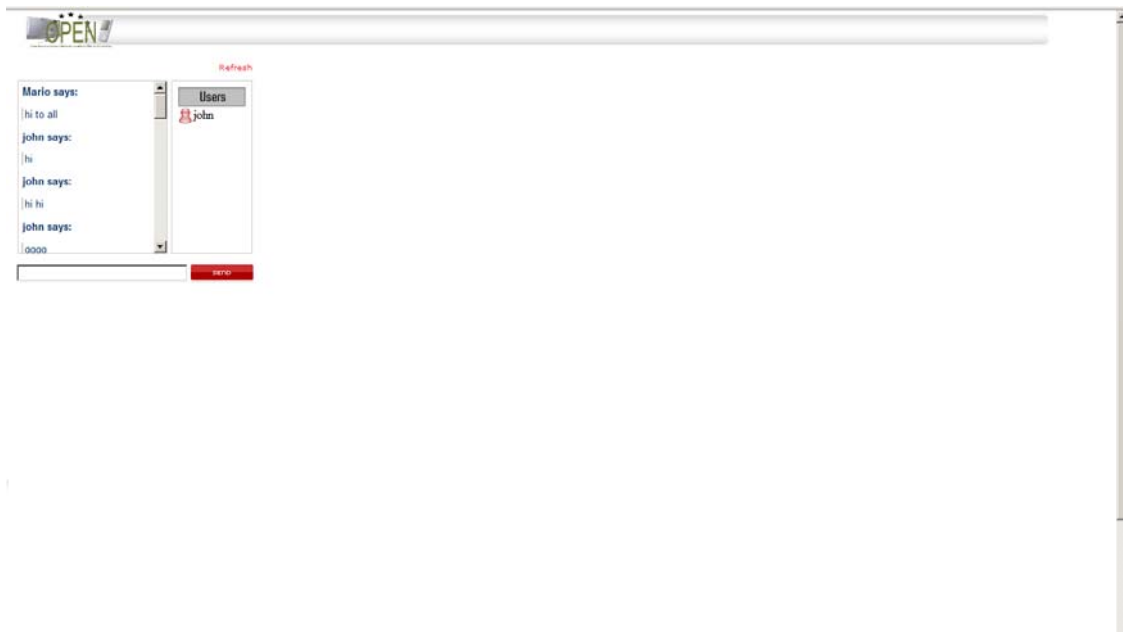 OPEN
Refresh
Mario says:
hi to all
john says:
hi
john says:
hi hi
john says:
Users
john
SEND